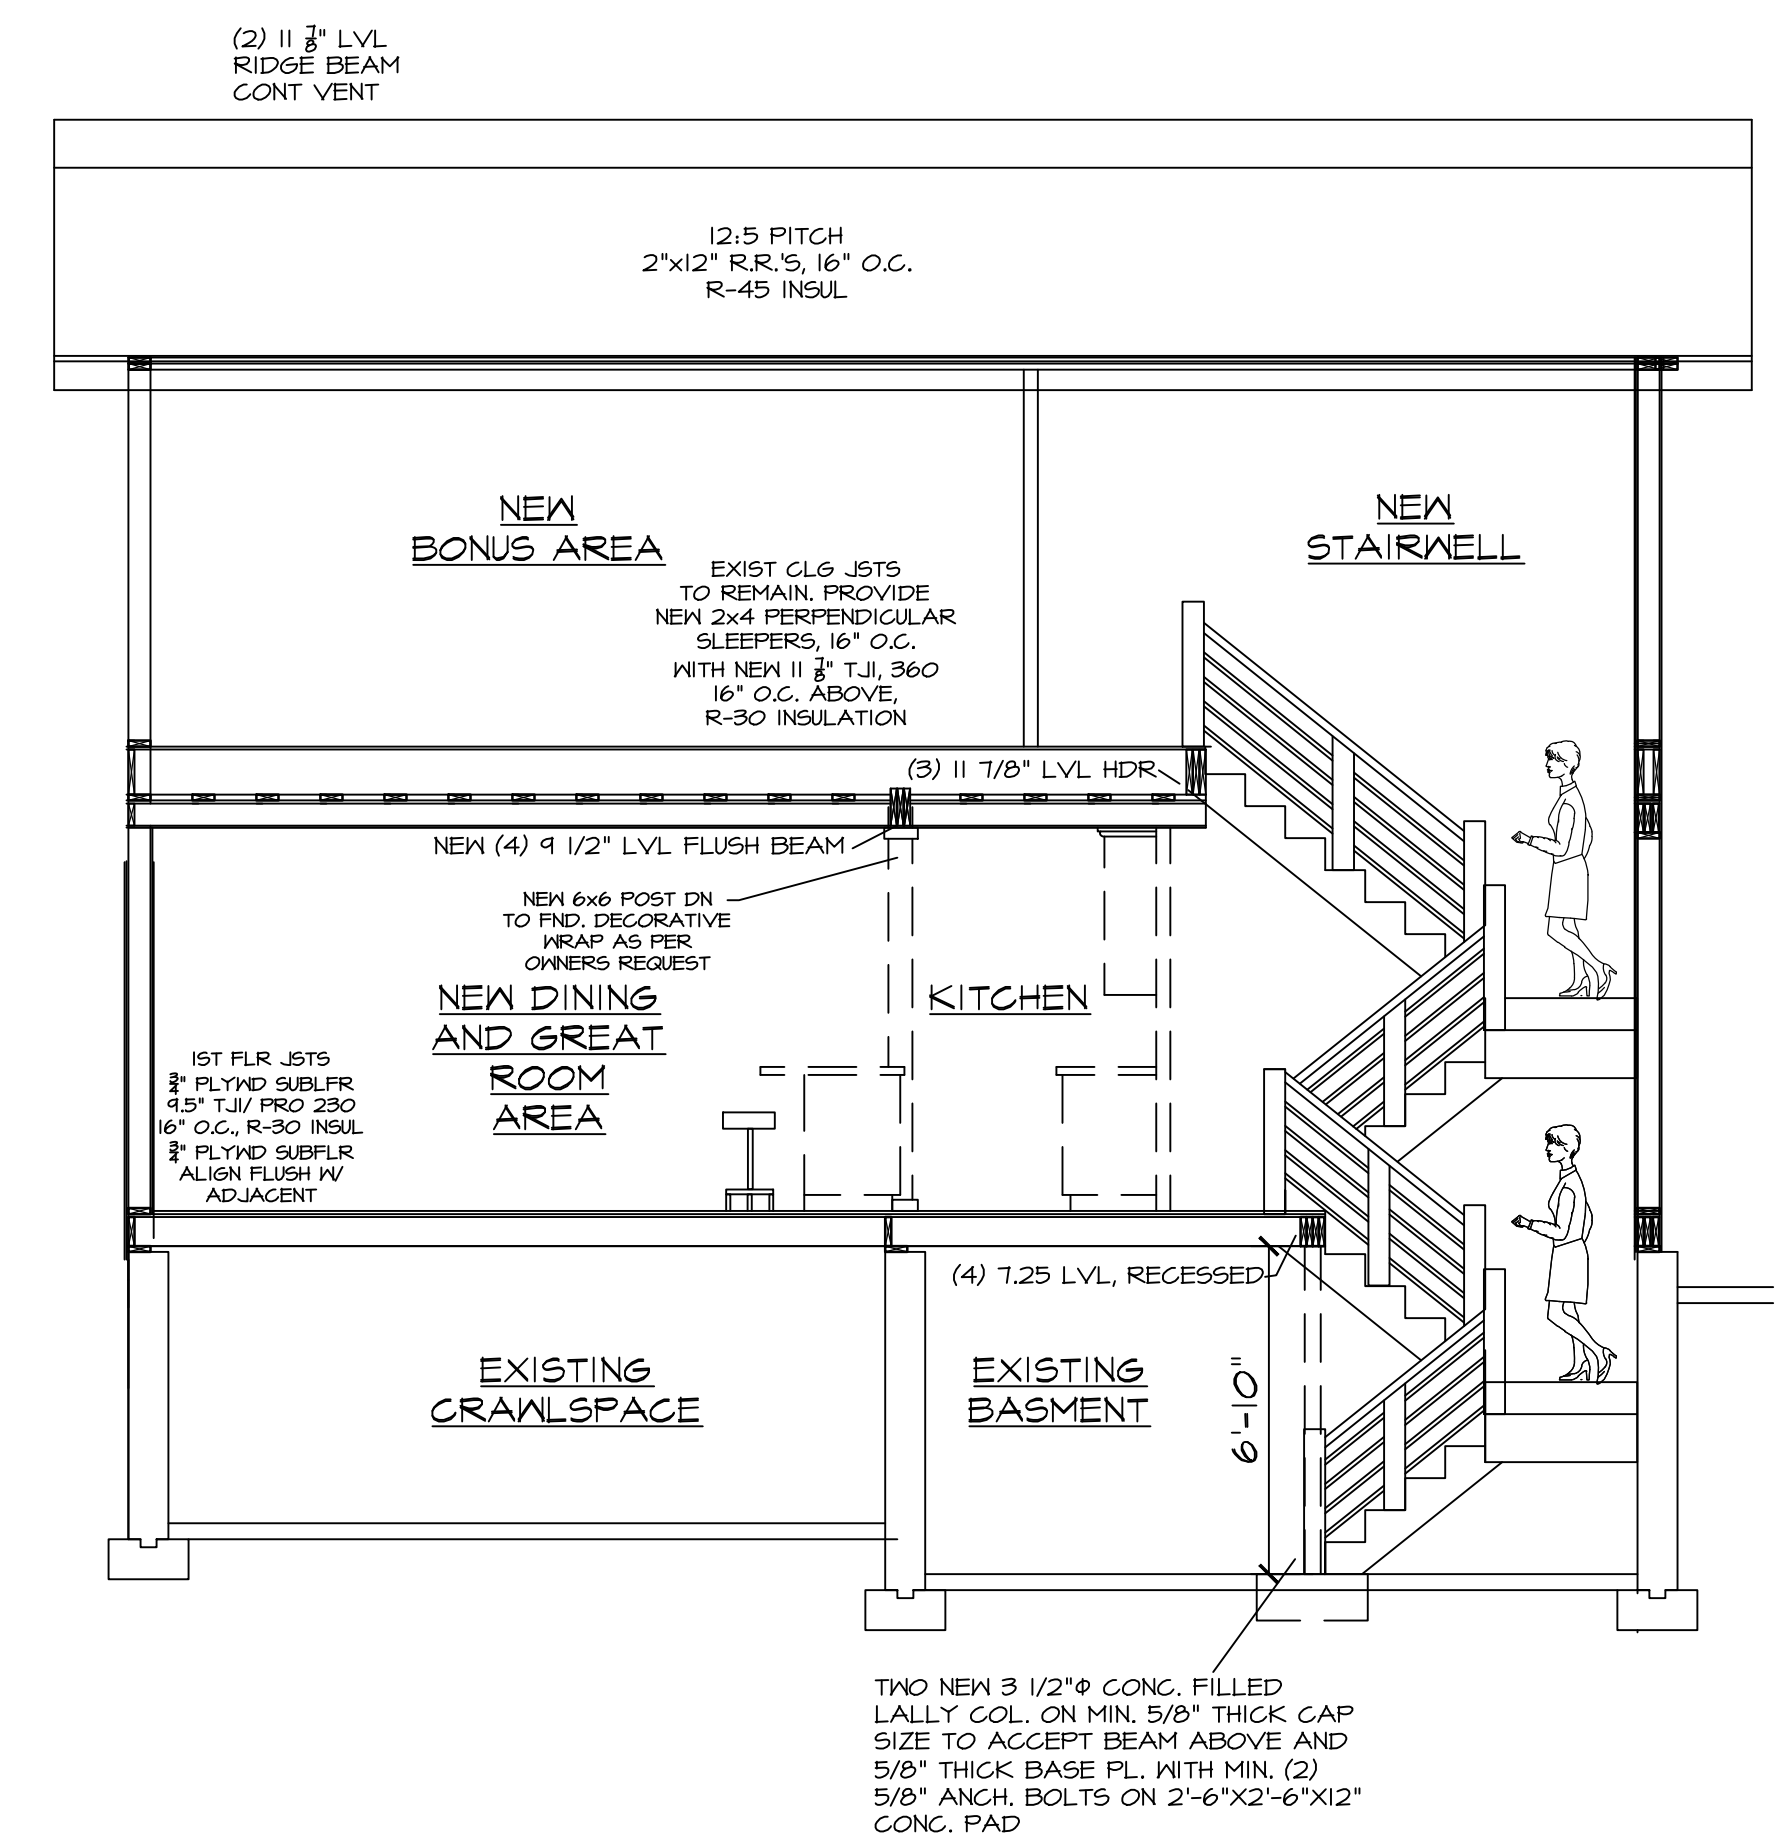 (2) 11 7/8" LVL
RIDGE BEAM
CONT VENT
12:5 PITCH
2"x12" R.R.'S, 16" O.C.
R-45 INSUL
NEW
BONUS AREA
NEW
STAIRWELL
EXIST CLG JSTS
TO REMAIN. PROVIDE
NEW 2x4 PERPENDICULAR
SLEEPERS, 16" O.C.
WITH NEW 11 7/8" TJI, 360
16" O.C. ABOVE,
R-30 INSULATION
(3) 11 7/8" LVL HDR
NEW (4) 9 1/2" LVL FLUSH BEAM
NEW 6x6 POST DN
TO FND. DECORATIVE
WRAP AS PER
OWNERS REQUEST
NEW DINING
AND GREAT
ROOM
AREA
KITCHEN
1ST FLR JSTS
3/4" PLYWD SUBLFR
9.5" TJI/ PRO 230
16" O.C., R-30 INSUL
3/4" PLYWD SUBFLR
ALIGN FLUSH W/
ADJACENT
(4) 7.25 LVL, RECESSED
EXISTING
CRAWLSPACE
EXISTING
BASMENT
6'-10"
TWO NEW 3 1/2"Φ CONC. FILLED
LALLY COL. ON MIN. 5/8" THICK CAP
SIZE TO ACCEPT BEAM ABOVE AND
5/8" THICK BASE PL. WITH MIN. (2)
5/8" ANCH. BOLTS ON 2'-6"X2'-6"X12"
CONC. PAD